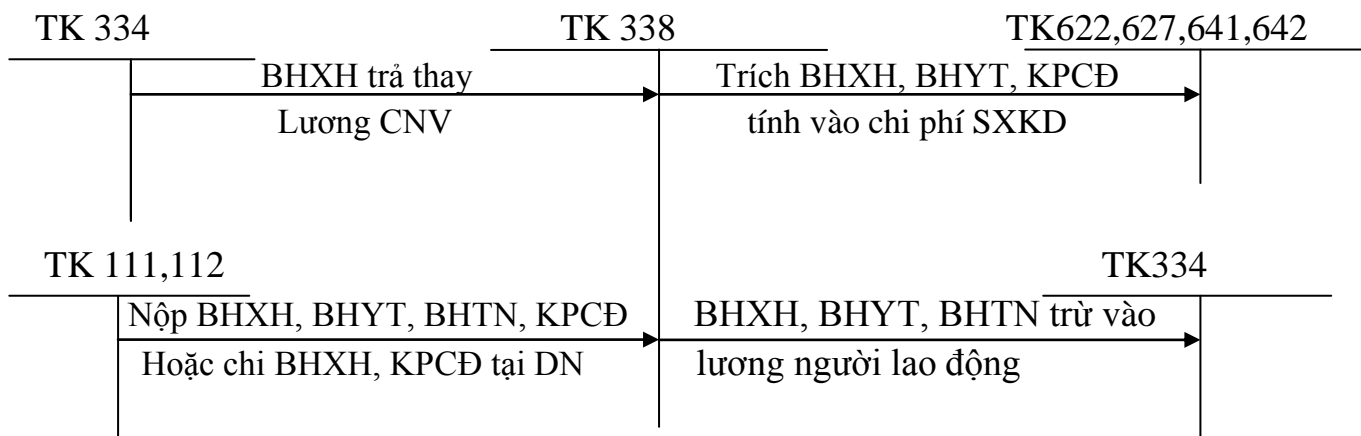 TK 334 TK 338 TK622,627,641,642
BHXH trả thay Trích BHXH, BHYT, KPCĐ
Lương CNV tính vào chi phí SXKD
TK 111,112 TK334
Nộp BHXH, BHYT, BHTN, KPCĐ BHXH, BHYT, BHTN trừ vào
Hoặc chi BHXH, KPCĐ tại DN lương người lao động